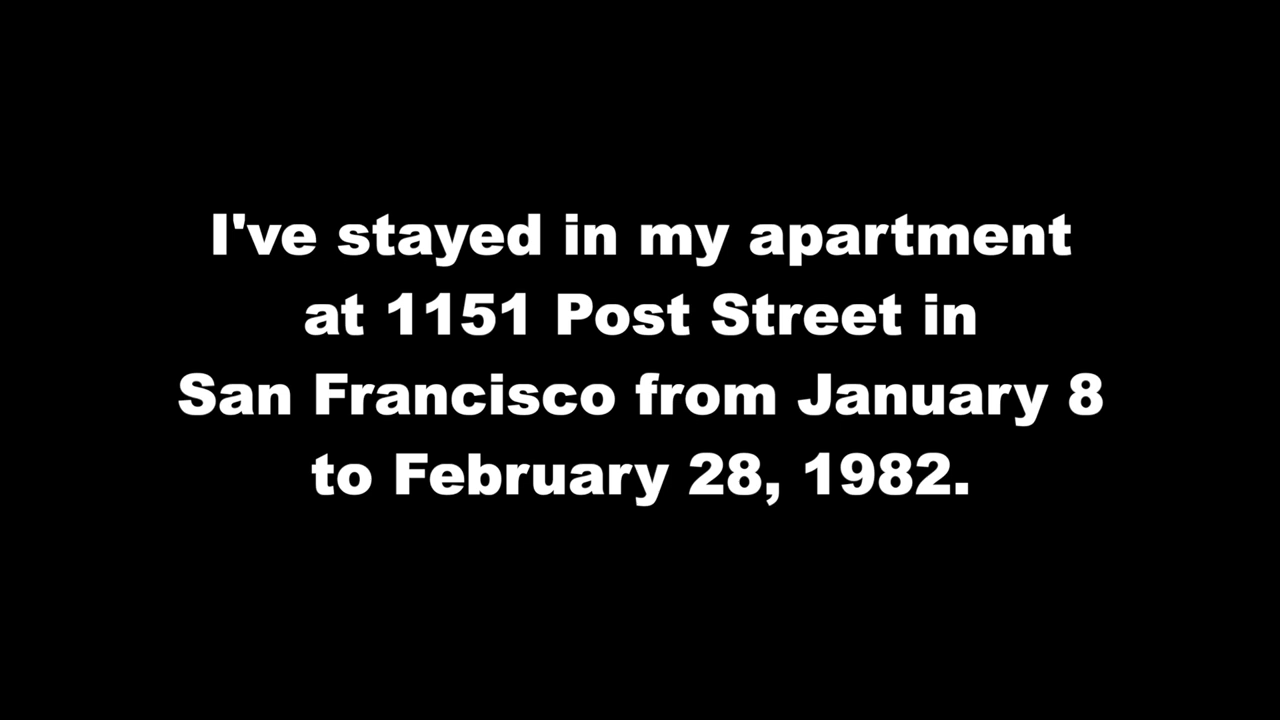 I've stayed in my apartment
at 1151 Post Street in
San Francisco from January 8
to February 28, 1982.